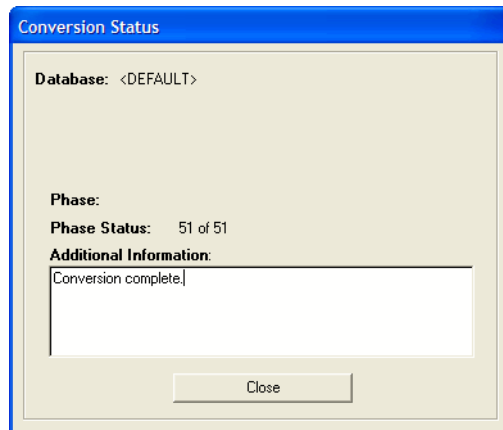 Conversion Status
Database: <DEFAULT>
Phase:
Phase Status: 51 of 51
Additional Information:
Conversion complete.
Close